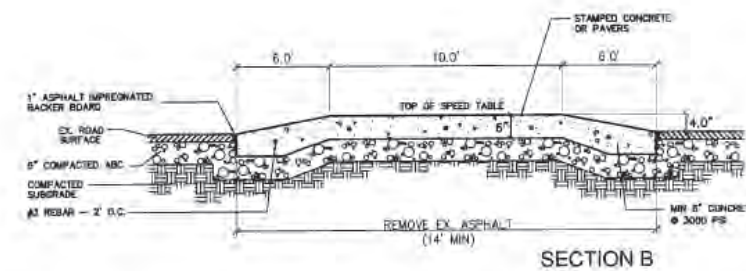 STAMPED CONCRETE
OR PAVERS
6.0'
10.0'
6.0'
1" ASPHALT IMPREGNATED
BACKER BOARD
TOP OF SPEED TABLE
4.0"
EX. ROAD
SURFACE
6"
6" COMPACTED ABC
COMPACTED
SUBGRADE
#3 REBAR - 2' O.C.
REMOVE EX. ASPHALT
(14' MIN)
MIN 6" CONCRE
@ 3000 PSI
SECTION B